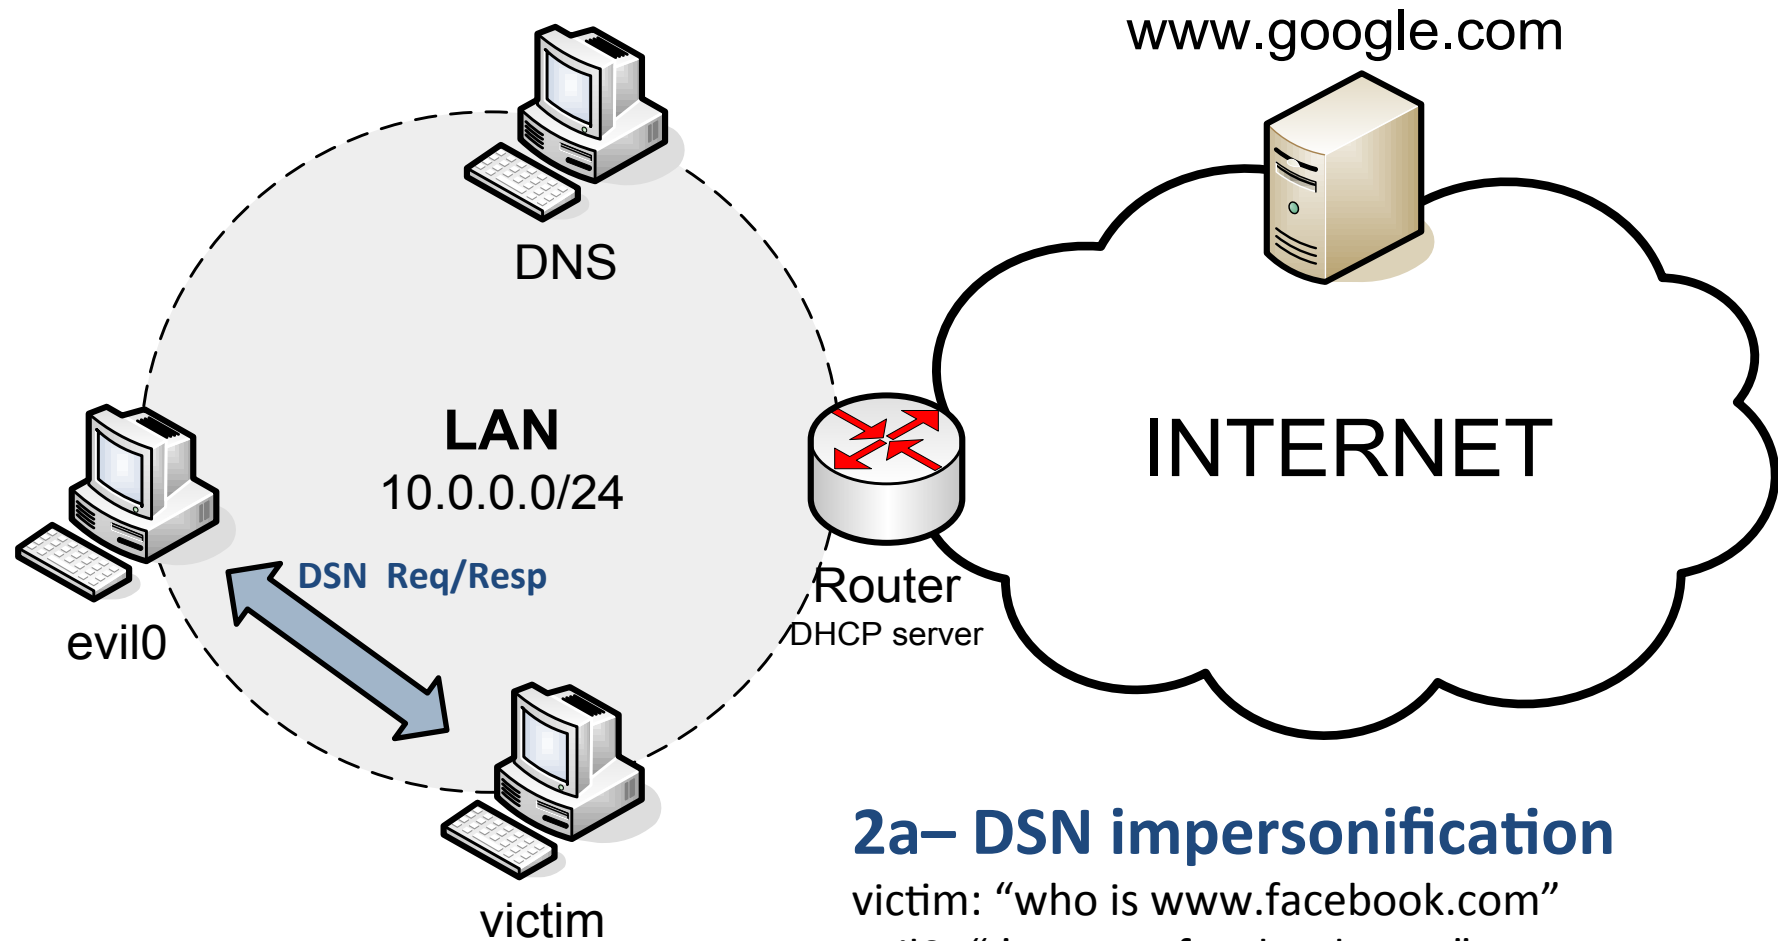 www.google.com
DNS
LAN
10.0.0.0/24
INTERNET
DSN Req/Resp
Router
DHCP server
evil0
victim
2a– DSN impersonification
victim: “who is www.facebook.com”